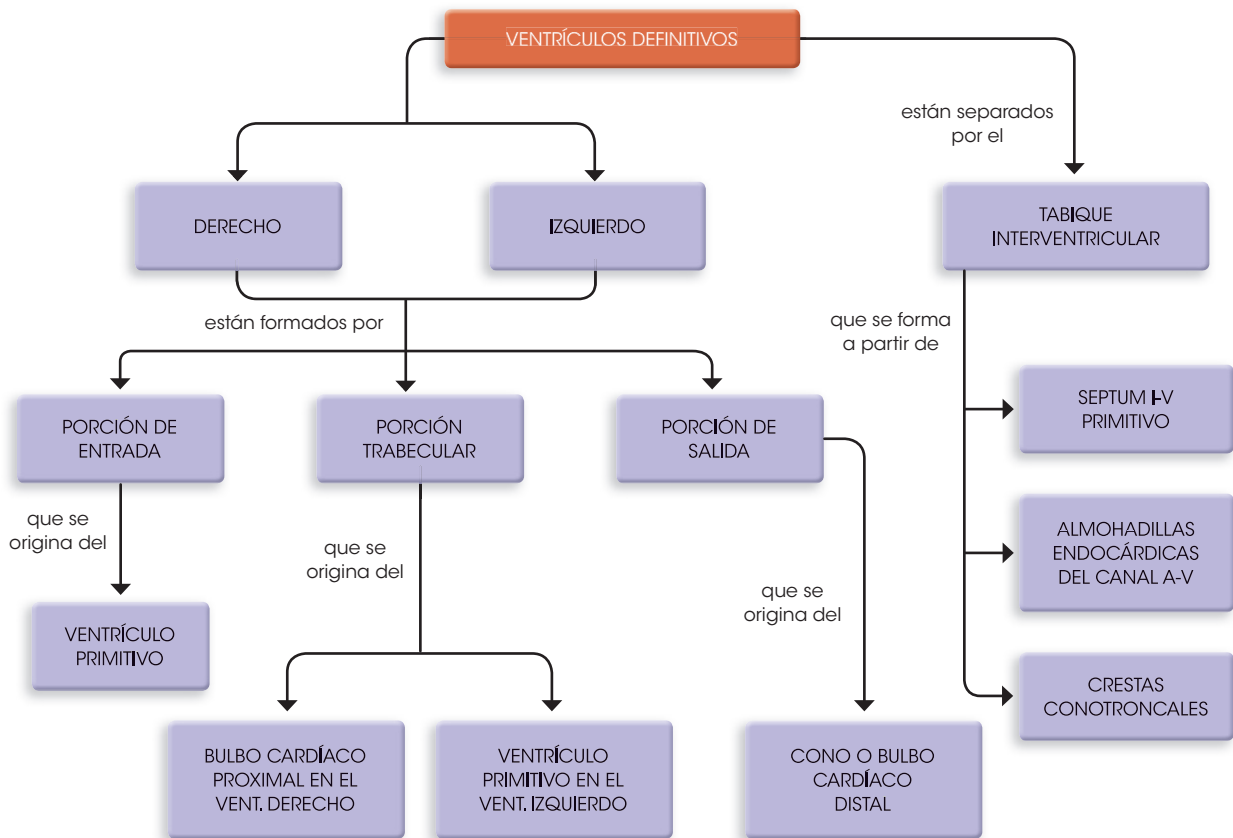 VENTRÍCULOS DEFINITIVOS
están separados
por el
DERECHO
IZQUIERDO
TABIQUE
INTERVENTRICULAR
están formados por
que se forma
a partir de
PORCIÓN DE
ENTRADA
PORCIÓN
TRABECULAR
PORCIÓN DE
SALIDA
SEPTUM I-V
PRIMITIVO
que se
origina del
que se
origina del
que se
origina del
ALMOHADILLAS
ENDOCÁRDICAS
DEL CANAL A-V
VENTRÍCULO
PRIMITIVO
CRESTAS
CONOTRONCALES
BULBO CARDÍACO
PROXIMAL EN EL
VENT. DERECHO
VENTRÍCULO
PRIMITIVO EN EL
VENT. IZQUIERDO
CONO O BULBO
CARDÍACO
DISTAL